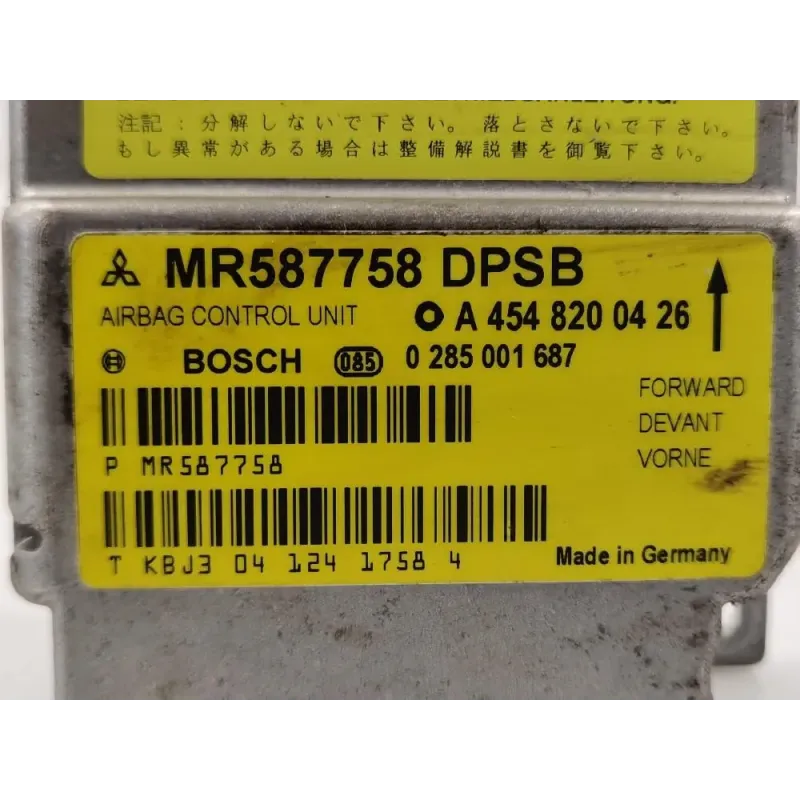 注記:分解しないで下さい。落とさないで下さい。
もし異常がある場合は整備解説書を御覧下さい。
MR587758 DPSB
AIRBAG CONTROL UNIT A 454 820 04 26
BOSCH 085 0 285 001 687
FORWARD
DEVANT
VORNE
P MR587758
T KBJ3 04 124 1758 4
Made in Germany